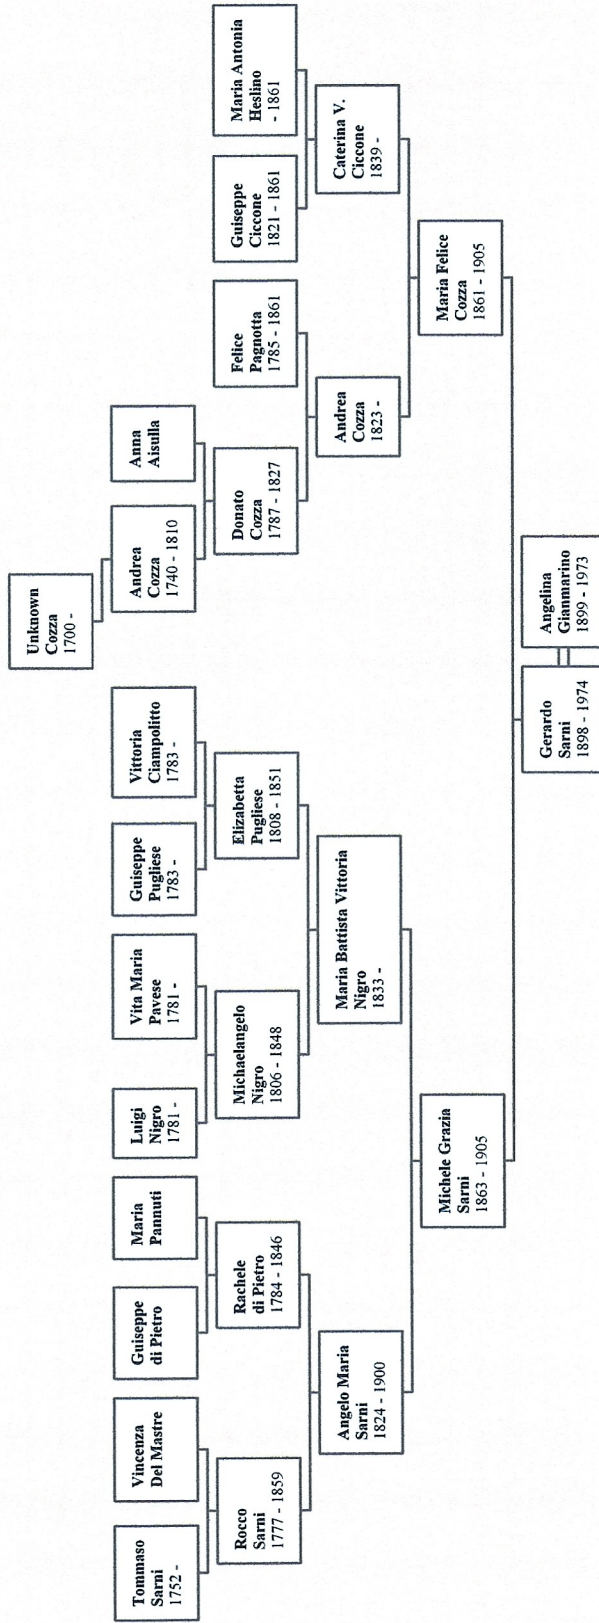 Unknown
Cozza
1700 -
Tommaso
Sarni
1752 -
Vincenza
Del Mastre
Guiseppe
di Pietro
Maria
Pannuti
Luigi
Nigro
1781 -
Vita Maria
Pavese
1781 -
Guiseppe
Pugliese
1783 -
Vittoria
Ciampolitto
1783 -
Andrea
Cozza
1740 - 1810
Anna
Aisulla
Rocco
Sarni
1777 - 1859
Rachele
di Pietro
1784 - 1846
Michaelangelo
Nigro
1806 - 1848
Elizabetta
Pugliese
1808 - 1851
Donato
Cozza
1787 - 1827
Felice
Pagnotta
1785 - 1861
Guiseppe
Ciccone
1821 - 1861
Maria Antonia
Heslino
- 1861
Angelo Maria
Sarni
1824 - 1900
Maria Battista Vittoria
Nigro
1833 -
Andrea
Cozza
1823 -
Caterina V.
Ciccone
1839 -
Michele Grazia
Sarni
1863 - 1905
Maria Felice
Cozza
1861 - 1905
Gerardo
Sarni
1898 - 1974
Angelina
Gianmarino
1899 - 1973